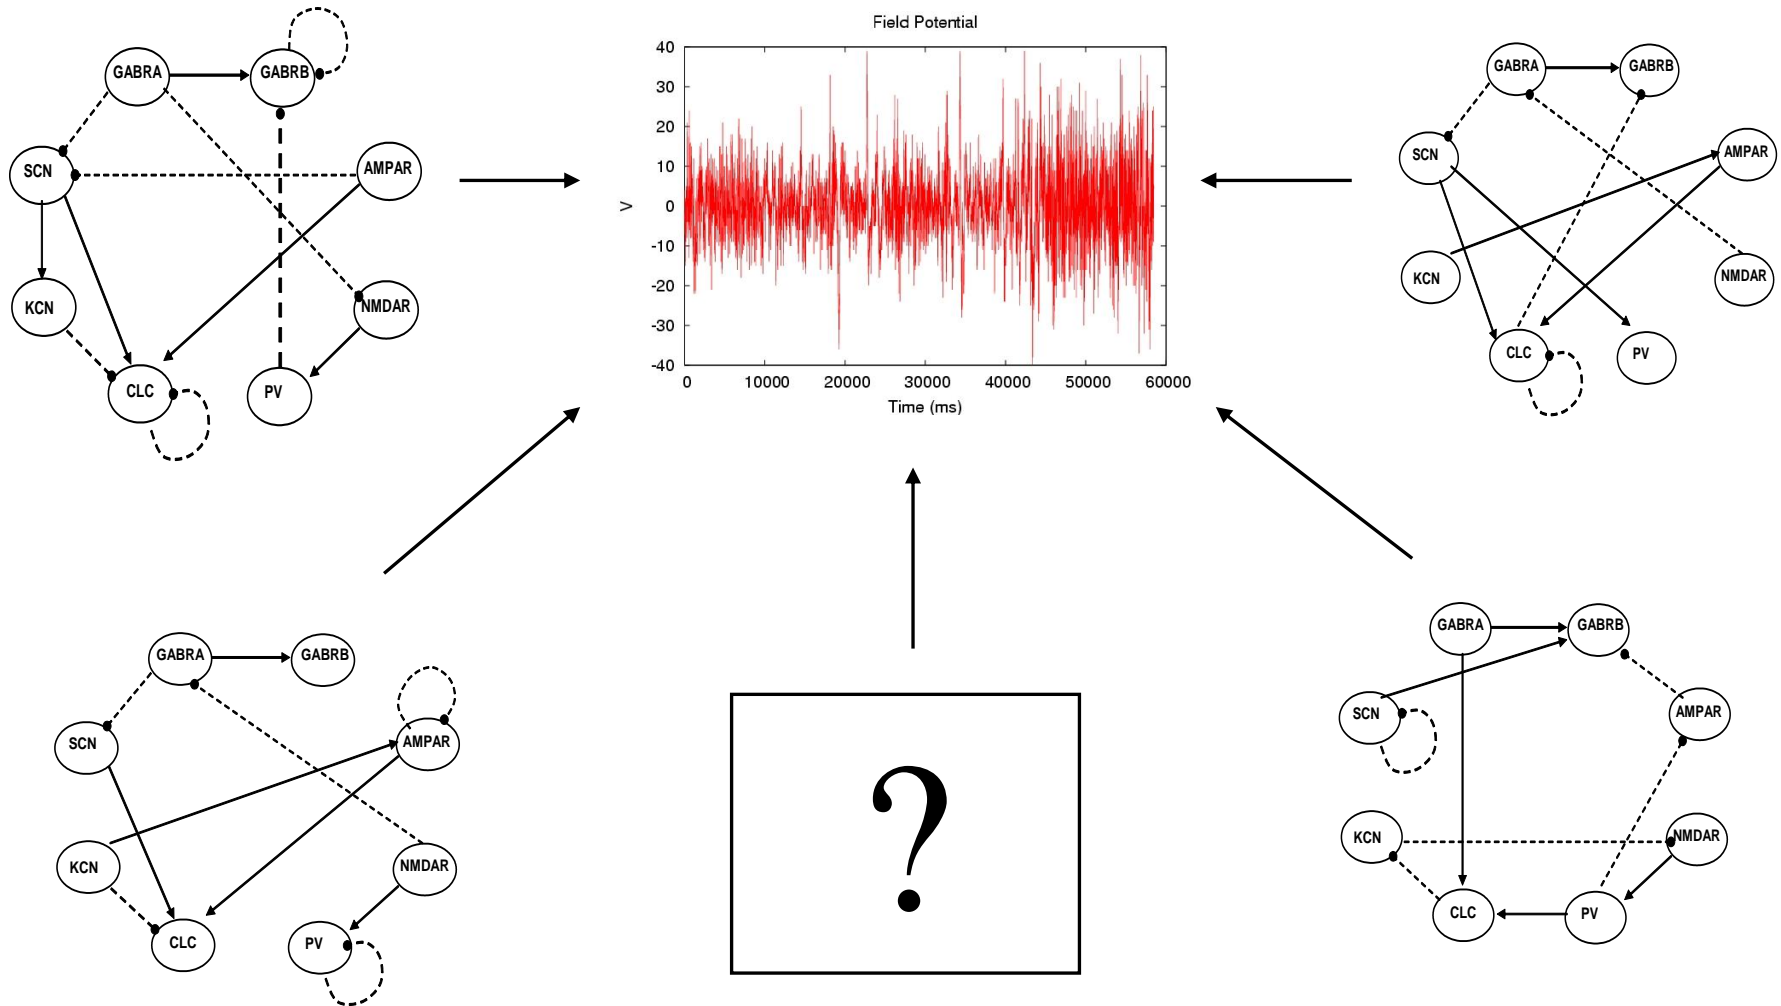 GABRA
GABRB
SCN
AMPAR
KCN
NMDAR
CLC
PV
Field Potential
40
30
20
10
0
-10
-20
-30
-40
V
0 10000 20000 30000 40000 50000 60000
Time (ms)
GABRA
GABRB
SCN
AMPAR
KCN
NMDAR
CLC
PV
GABRA
GABRB
SCN
AMPAR
KCN
NMDAR
CLC
PV
?
GABRA
GABRB
SCN
AMPAR
KCN
NMDAR
CLC
PV